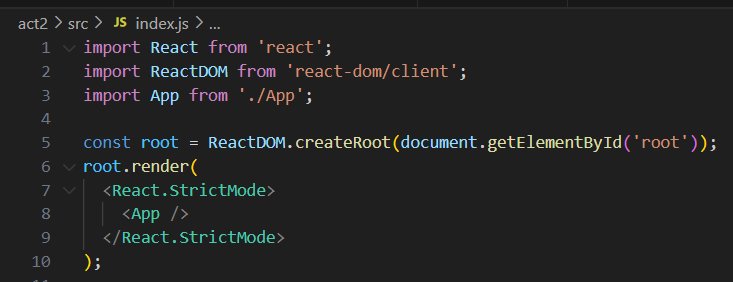 act2 > src > JS index.js > ...
1 import React from 'react';
2 import ReactDOM from 'react-dom/client';
3 import App from './App';
4
5 const root = ReactDOM.createRoot(document.getElementById('root'));
6 root.render(
7   <React.StrictMode>
8     <App />
9   </React.StrictMode>
10 );